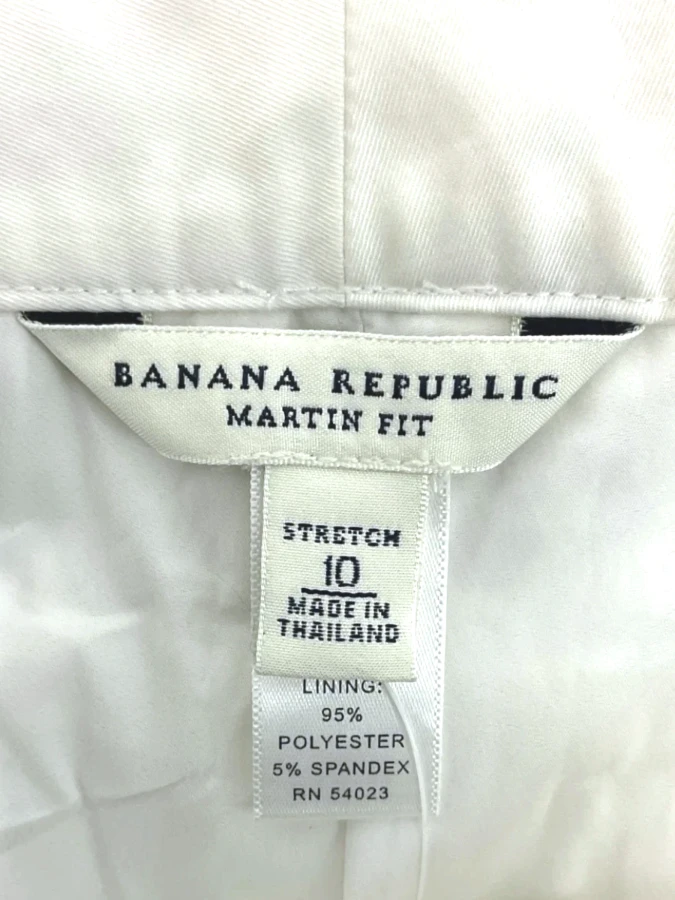 BANANA REPUBLIC
MARTIN FIT
STRETCH
10
MADE IN
THAILAND
LINING:
95%
POLYESTER
5% SPANDEX
RN 54023